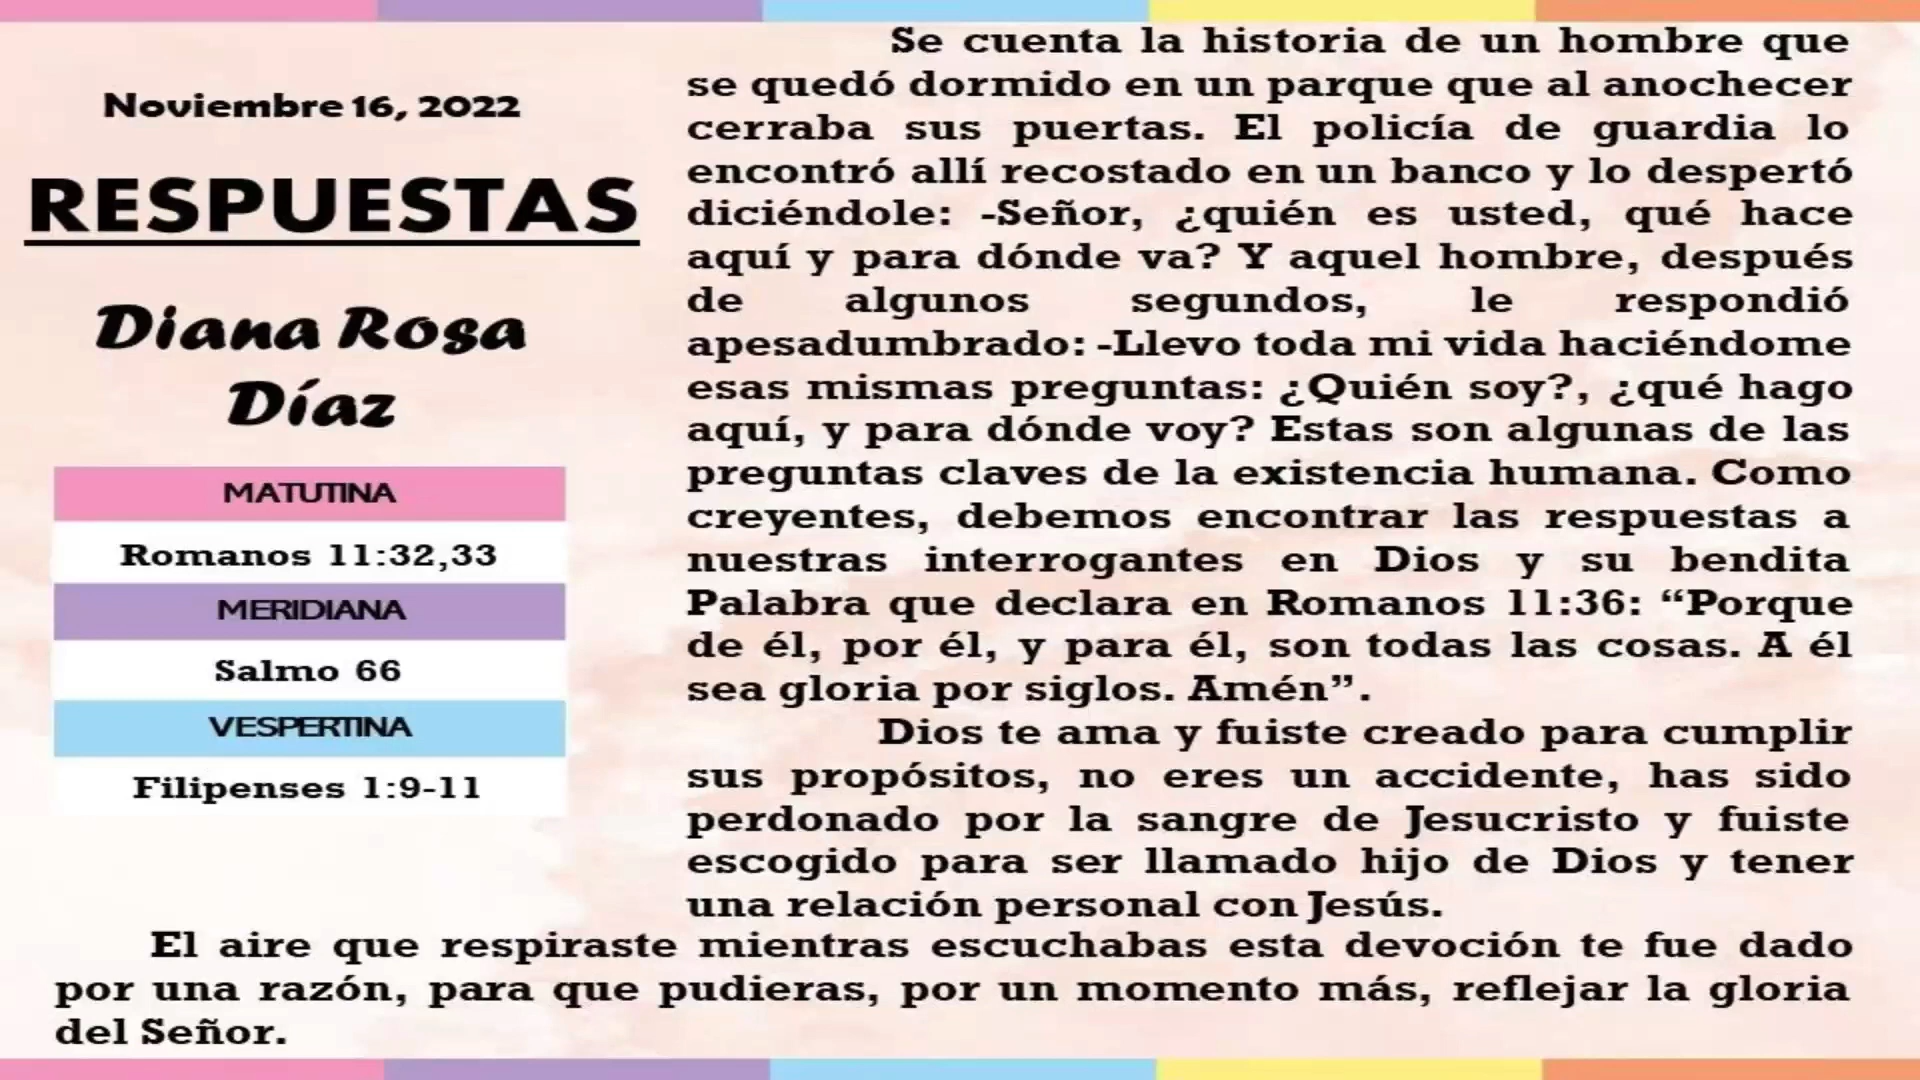 Noviembre 16, 2022
RESPUESTAS
Diana Rosa
Díaz
MATUTINA
Romanos 11:32,33
MERIDIANA
Salmo 66
VESPERTINA
Filipenses 1:9-11
Se cuenta la historia de un hombre que
se quedó dormido en un parque que al anochecer
cerraba sus puertas. El policía de guardia lo
encontró allí recostado en un banco y lo despertó
diciéndole: -Señor, ¿quién es usted, qué hace
aquí y para dónde va? Y aquel hombre, después
de algunos segundos, le respondió
apesadumbrado: -Llevo toda mi vida haciéndome
esas mismas preguntas: ¿Quién soy?, ¿qué hago
aquí, y para dónde voy? Estas son algunas de las
preguntas claves de la existencia humana. Como
creyentes, debemos encontrar las respuestas a
nuestras interrogantes en Dios y su bendita
Palabra que declara en Romanos 11:36: “Porque
de él, por él, y para él, son todas las cosas. A él
sea gloria por siglos. Amén”.
Dios te ama y fuiste creado para cumplir
sus propósitos, no eres un accidente, has sido
perdonado por la sangre de Jesucristo y fuiste
escogido para ser llamado hijo de Dios y tener
una relación personal con Jesús.
El aire que respiraste mientras escuchabas esta devoción te fue dado
por una razón, para que pudieras, por un momento más, reflejar la gloria
del Señor.